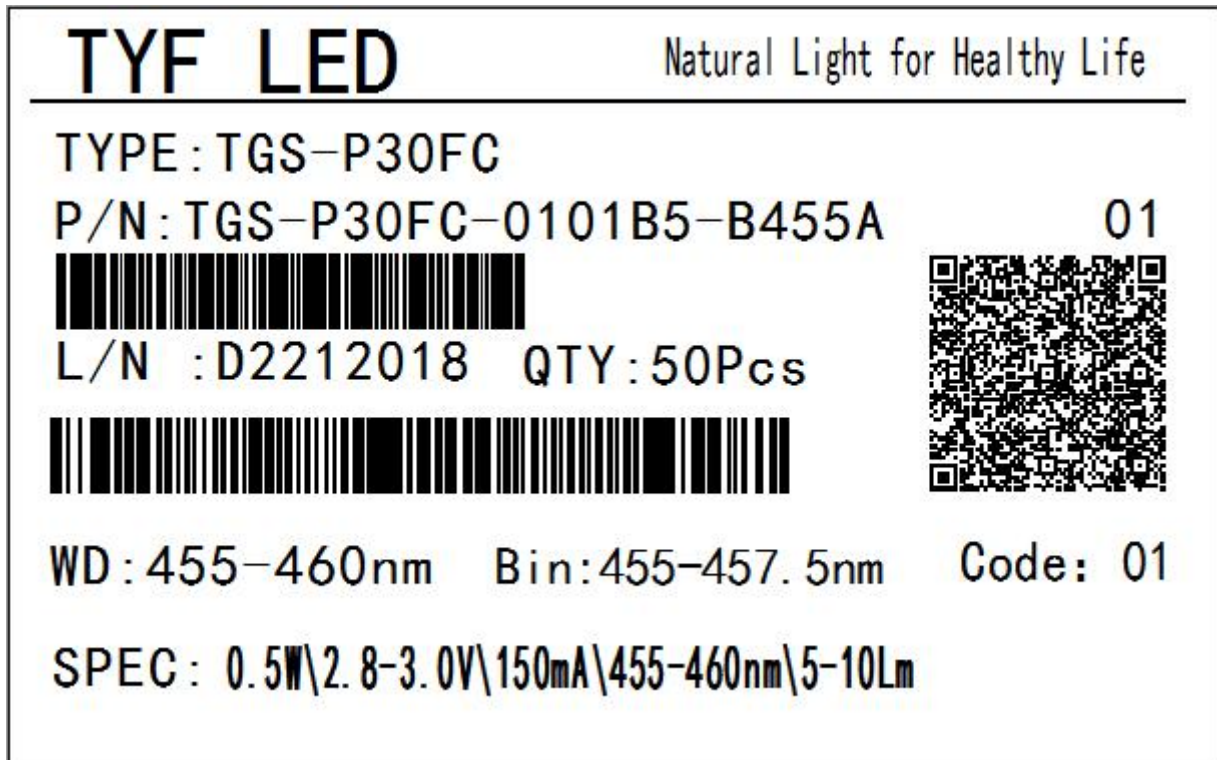 TYF LED
Natural Light for Healthy Life
TYPE:TGS-P30FC
P/N:TGS-P30FC-0101B5-B455A
01
L/N :D2212018 QTY:50Pcs
WD:455-460nm Bin:455-457.5nm Code: 01
SPEC: 0.5W\2.8-3.0V\150mA\455-460nm\5-10Lm